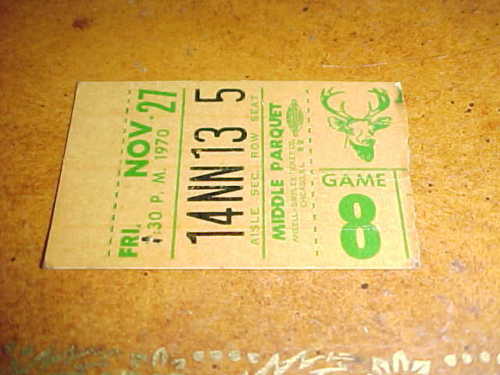 FRI. NOV. 27
:30 P. M. 1970
14 NN 13 5
AISLE SEC. ROW SEAT
MIDDLE PARQUET
GAME
8